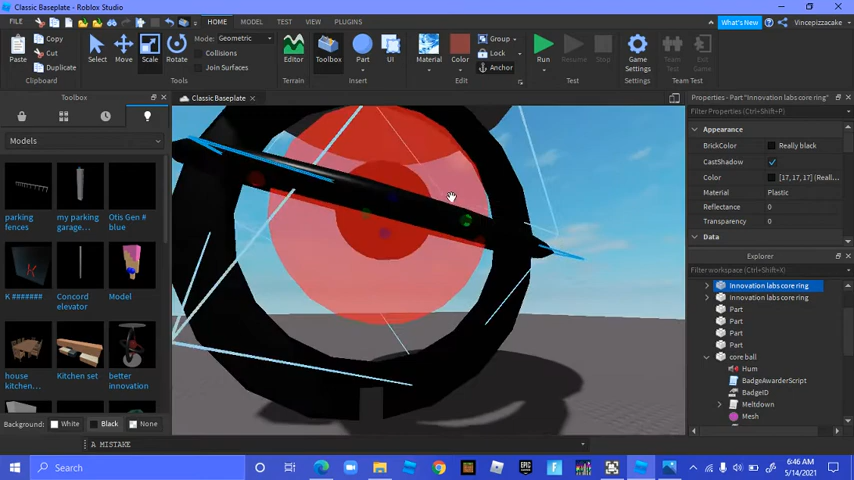 Classic Baseplate - Roblox Studio
FILE HOME MODEL TEST VIEW PLUGINS What's New Vincepizzacake
Paste Copy Cut Duplicate Clipboard
Select Move Scale Rotate Mode: Geometric Collisions Join Surfaces Tools
Editor Terrain Toolbox Part UI Insert
Material Color Group Lock Anchor Edit
Run Resume Stop Test
Game Settings Settings Team Test Exit Game Team Test
Toolbox
Models
parking fences
my parking garage...
Otis Gen # blue
K #######
Concord elevator
Model
house kitchen...
Kitchen set
better innovation
Background: White Black None
Classic Baseplate
Properties - Part "Innovation labs core ring"
Filter Properties (Ctrl+Shift+P)
Appearance
BrickColor Really black
CastShadow
Color [17, 17, 17] (Reall...
Material Plastic
Reflectance 0
Transparency 0
Data
Explorer
Filter workspace (Ctrl+Shift+X)
Innovation labs core ring
Innovation labs core ring
Part
Part
Part
Part
core ball
Hum
BadgeAwarderScript
BadgeID
Meltdown
Mesh
A MISTAKE
Search
6:46 AM
5/14/2021